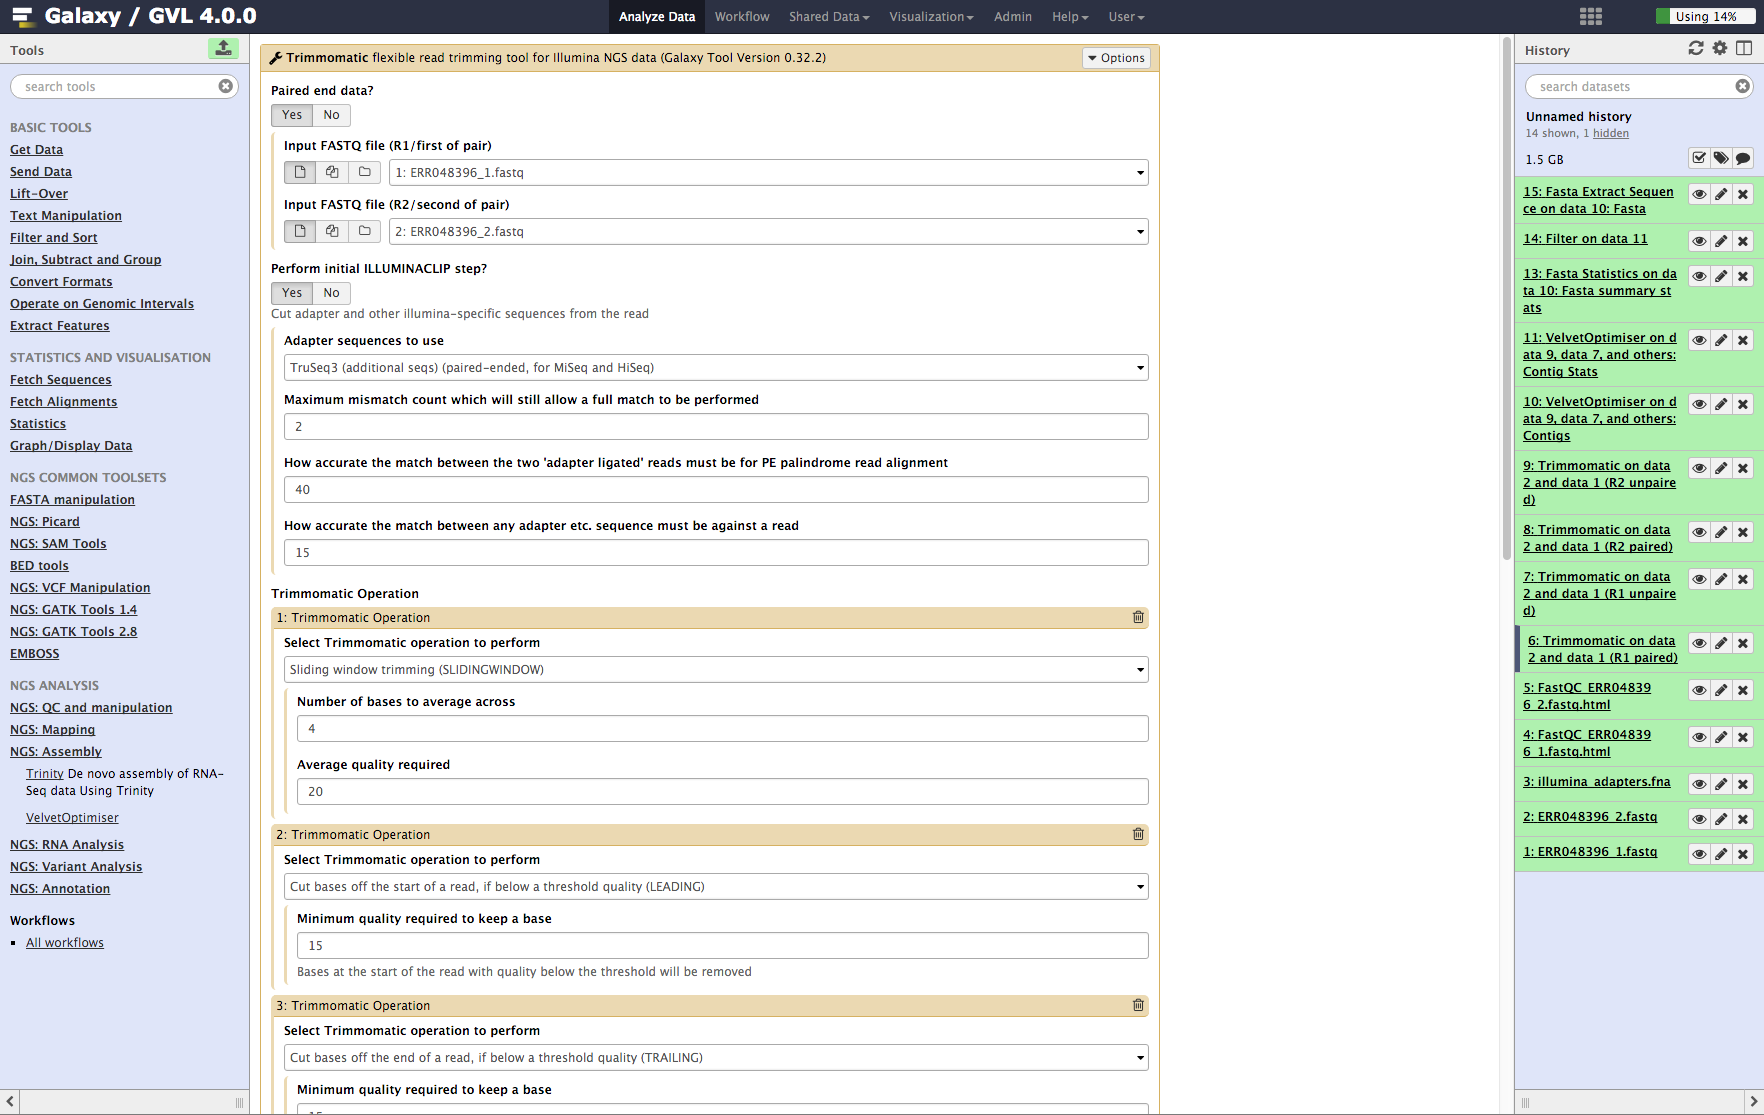 Galaxy / GVL 4.0.0
Analyze Data Workflow Shared Data Visualization Admin Help User
Using 14%
Tools
search tools
BASIC TOOLS
Get Data
Send Data
Lift-Over
Text Manipulation
Filter and Sort
Join, Subtract and Group
Convert Formats
Operate on Genomic Intervals
Extract Features
STATISTICS AND VISUALISATION
Fetch Sequences
Fetch Alignments
Statistics
Graph/Display Data
NGS COMMON TOOLSETS
FASTA manipulation
NGS: Picard
NGS: SAM Tools
BED tools
NGS: VCF Manipulation
NGS: GATK Tools 1.4
NGS: GATK Tools 2.8
EMBOSS
NGS ANALYSIS
NGS: QC and manipulation
NGS: Mapping
NGS: Assembly
Trinity De novo assembly of RNA-
Seq data Using Trinity
VelvetOptimiser
NGS: RNA Analysis
NGS: Variant Analysis
NGS: Annotation
Workflows
All workflows
Trimmomatic flexible read trimming tool for Illumina NGS data (Galaxy Tool Version 0.32.2)
Options
Paired end data?
Yes No
Input FASTQ file (R1/first of pair)
1: ERR048396_1.fastq
Input FASTQ file (R2/second of pair)
2: ERR048396_2.fastq
Perform initial ILLUMINACLIP step?
Yes No
Cut adapter and other illumina-specific sequences from the read
Adapter sequences to use
TruSeq3 (additional seqs) (paired-ended, for MiSeq and HiSeq)
Maximum mismatch count which will still allow a full match to be performed
2
How accurate the match between the two 'adapter ligated' reads must be for PE palindrome read alignment
40
How accurate the match between any adapter etc. sequence must be against a read
15
Trimmomatic Operation
1: Trimmomatic Operation
Select Trimmomatic operation to perform
Sliding window trimming (SLIDINGWINDOW)
Number of bases to average across
4
Average quality required
20
2: Trimmomatic Operation
Select Trimmomatic operation to perform
Cut bases off the start of a read, if below a threshold quality (LEADING)
Minimum quality required to keep a base
15
Bases at the start of the read with quality below the threshold will be removed
3: Trimmomatic Operation
Select Trimmomatic operation to perform
Cut bases off the end of a read, if below a threshold quality (TRAILING)
Minimum quality required to keep a base
History
search datasets
Unnamed history
14 shown, 1 hidden
1.5 GB
15: Fasta Extract Sequen
ce on data 10: Fasta
14: Filter on data 11
13: Fasta Statistics on da
ta 10: Fasta summary st
ats
11: VelvetOptimiser on d
ata 9, data 7, and others:
Contig Stats
10: VelvetOptimiser on d
ata 9, data 7, and others:
Contigs
9: Trimmomatic on data
2 and data 1 (R2 unpaire
d)
8: Trimmomatic on data
2 and data 1 (R2 paired)
7: Trimmomatic on data
2 and data 1 (R1 unpaire
d)
6: Trimmomatic on data
2 and data 1 (R1 paired)
5: FastQC_ERR04839
6_2.fastq.html
4: FastQC_ERR04839
6_1.fastq.html
3: illumina_adapters.fna
2: ERR048396_2.fastq
1: ERR048396_1.fastq